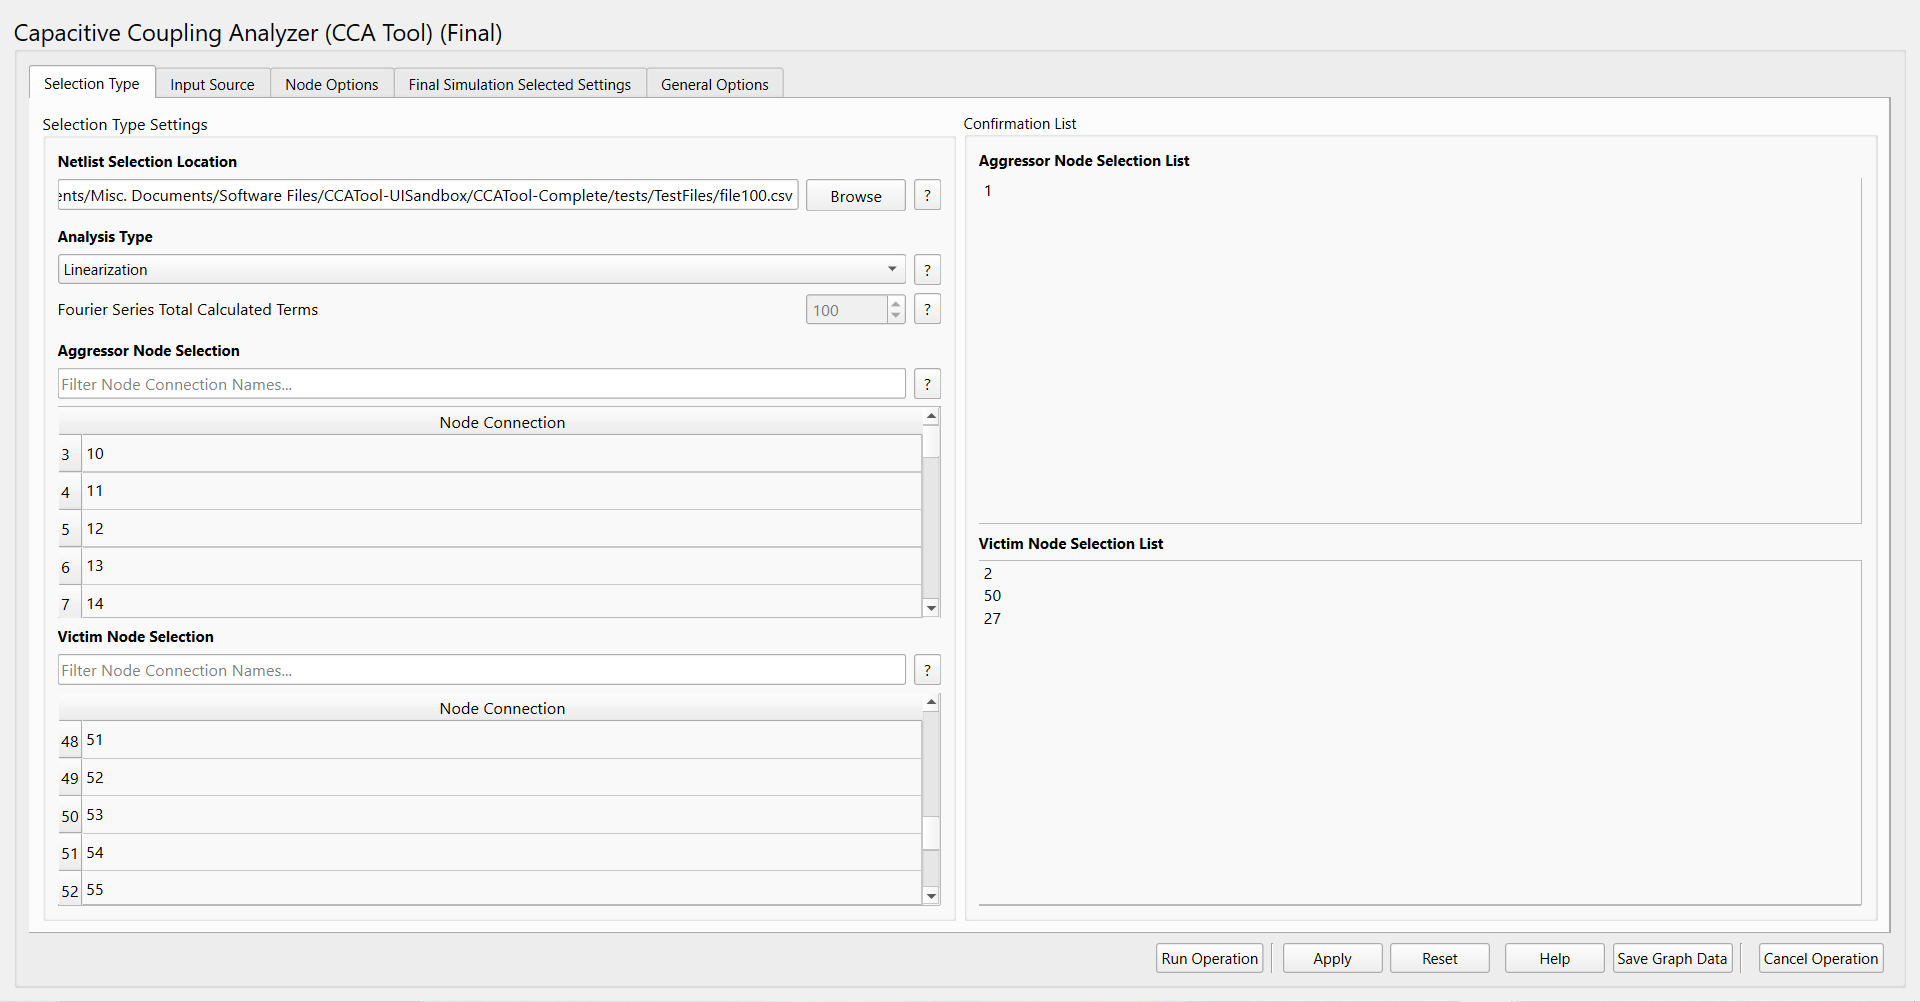 Capacitive Coupling Analyzer (CCA Tool) (Final)
Selection Type
Input Source
Node Options
Final Simulation Selected Settings
General Options
Selection Type Settings
Netlist Selection Location
ents/Misc. Documents/Software Files/CCATool-UISandbox/CCATool-Complete/tests/TestFiles/file100.csv
Browse
?
Analysis Type
Linearization
?
Fourier Series Total Calculated Terms
100
?
Aggressor Node Selection
Filter Node Connection Names...
?
Node Connection
3 10
4 11
5 12
6 13
7 14
Victim Node Selection
Filter Node Connection Names...
?
Node Connection
48 51
49 52
50 53
51 54
52 55
Confirmation List
Aggressor Node Selection List
1
Victim Node Selection List
2
50
27
Run Operation
Apply
Reset
Help
Save Graph Data
Cancel Operation